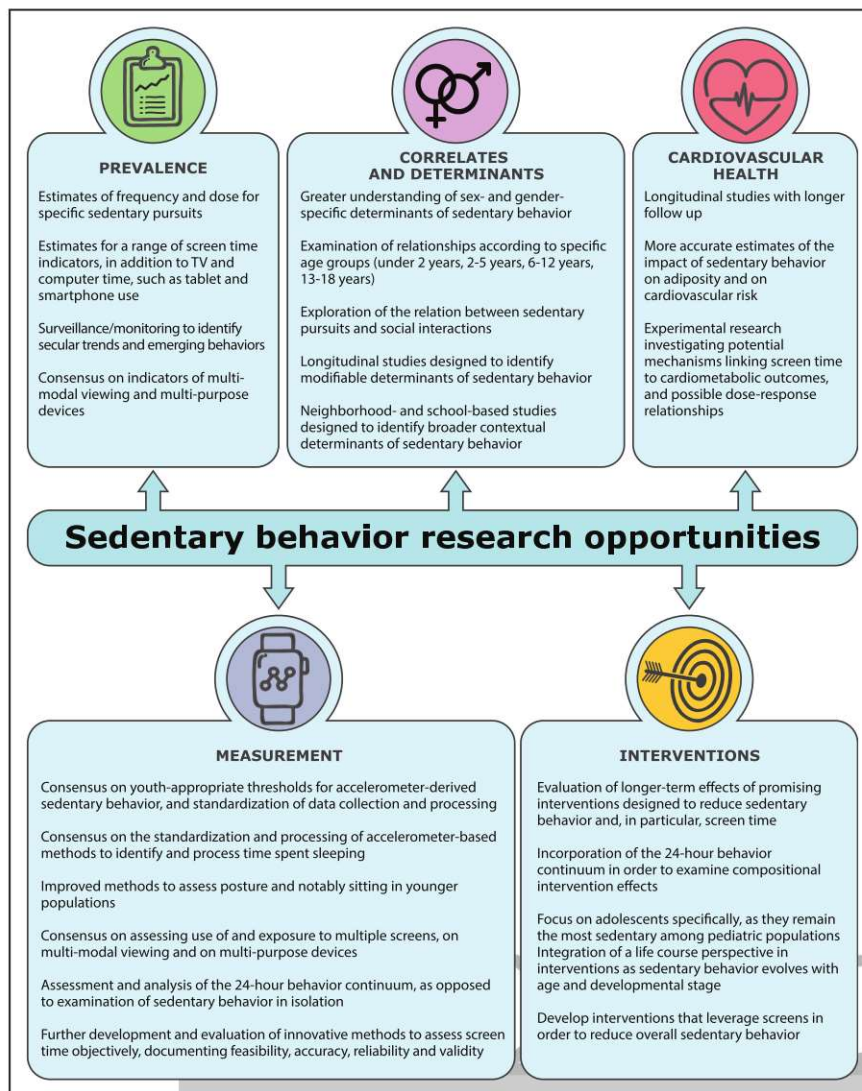 PREVALENCE
Estimates of frequency and dose for
specific sedentary pursuits
Estimates for a range of screen time
indicators, in addition to TV and
computer time, such as tablet and
smartphone use
Surveillance/monitoring to identify
secular trends and emerging behaviors
Consensus on indicators of multi-
modal viewing and multi-purpose
devices
CORRELATES
AND DETERMINANTS
Greater understanding of sex- and gender-
specific determinants of sedentary behavior
Examination of relationships according to specific
age groups (under 2 years, 2-5 years, 6-12 years,
13-18 years)
Exploration of the relation between sedentary
pursuits and social interactions
Longitudinal studies designed to identify
modifiable determinants of sedentary behavior
Neighborhood- and school-based studies
designed to identify broader contextual
determinants of sedentary behavior
CARDIOVASCULAR
HEALTH
Longitudinal studies with longer
follow up
More accurate estimates of the
impact of sedentary behavior
on adiposity and on
cardiovascular risk
Experimental research
investigating potential
mechanisms linking screen time
to cardiometabolic outcomes,
and possible dose-response
relationships
Sedentary behavior research opportunities
MEASUREMENT
Consensus on youth-appropriate thresholds for accelerometer-derived
sedentary behavior, and standardization of data collection and processing
Consensus on the standardization and processing of accelerometer-based
methods to identify and process time spent sleeping
Improved methods to assess posture and notably sitting in younger
populations
Consensus on assessing use of and exposure to multiple screens, on
multi-modal viewing and on multi-purpose devices
Assessment and analysis of the 24-hour behavior continuum, as opposed
to examination of sedentary behavior in isolation
Further development and evaluation of innovative methods to assess screen
time objectively, documenting feasibility, accuracy, reliability and validity
INTERVENTIONS
Evaluation of longer-term effects of promising
interventions designed to reduce sedentary
behavior and, in particular, screen time
Incorporation of the 24-hour behavior
continuum in order to examine compositional
intervention effects
Focus on adolescents specifically, as they remain
the most sedentary among pediatric populations
Integration of a life course perspective in
interventions as sedentary behavior evolves with
age and developmental stage
Develop interventions that leverage screens in
order to reduce overall sedentary behavior